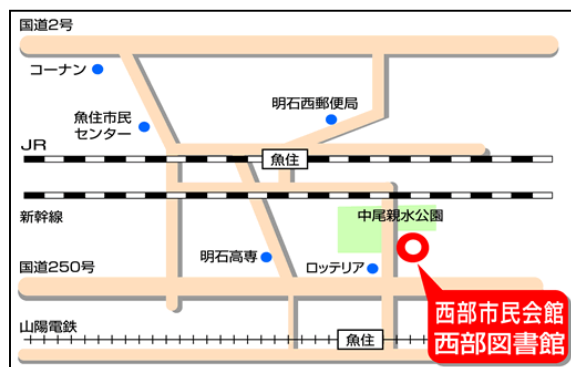 国道2号
コーナン
明石西郵便局
魚住市民
センター
JR
魚住
新幹線
中尾親水公園
明石高専
ロッテリア
国道250号
西部市民会館
西部図書館
山陽電鉄
魚住